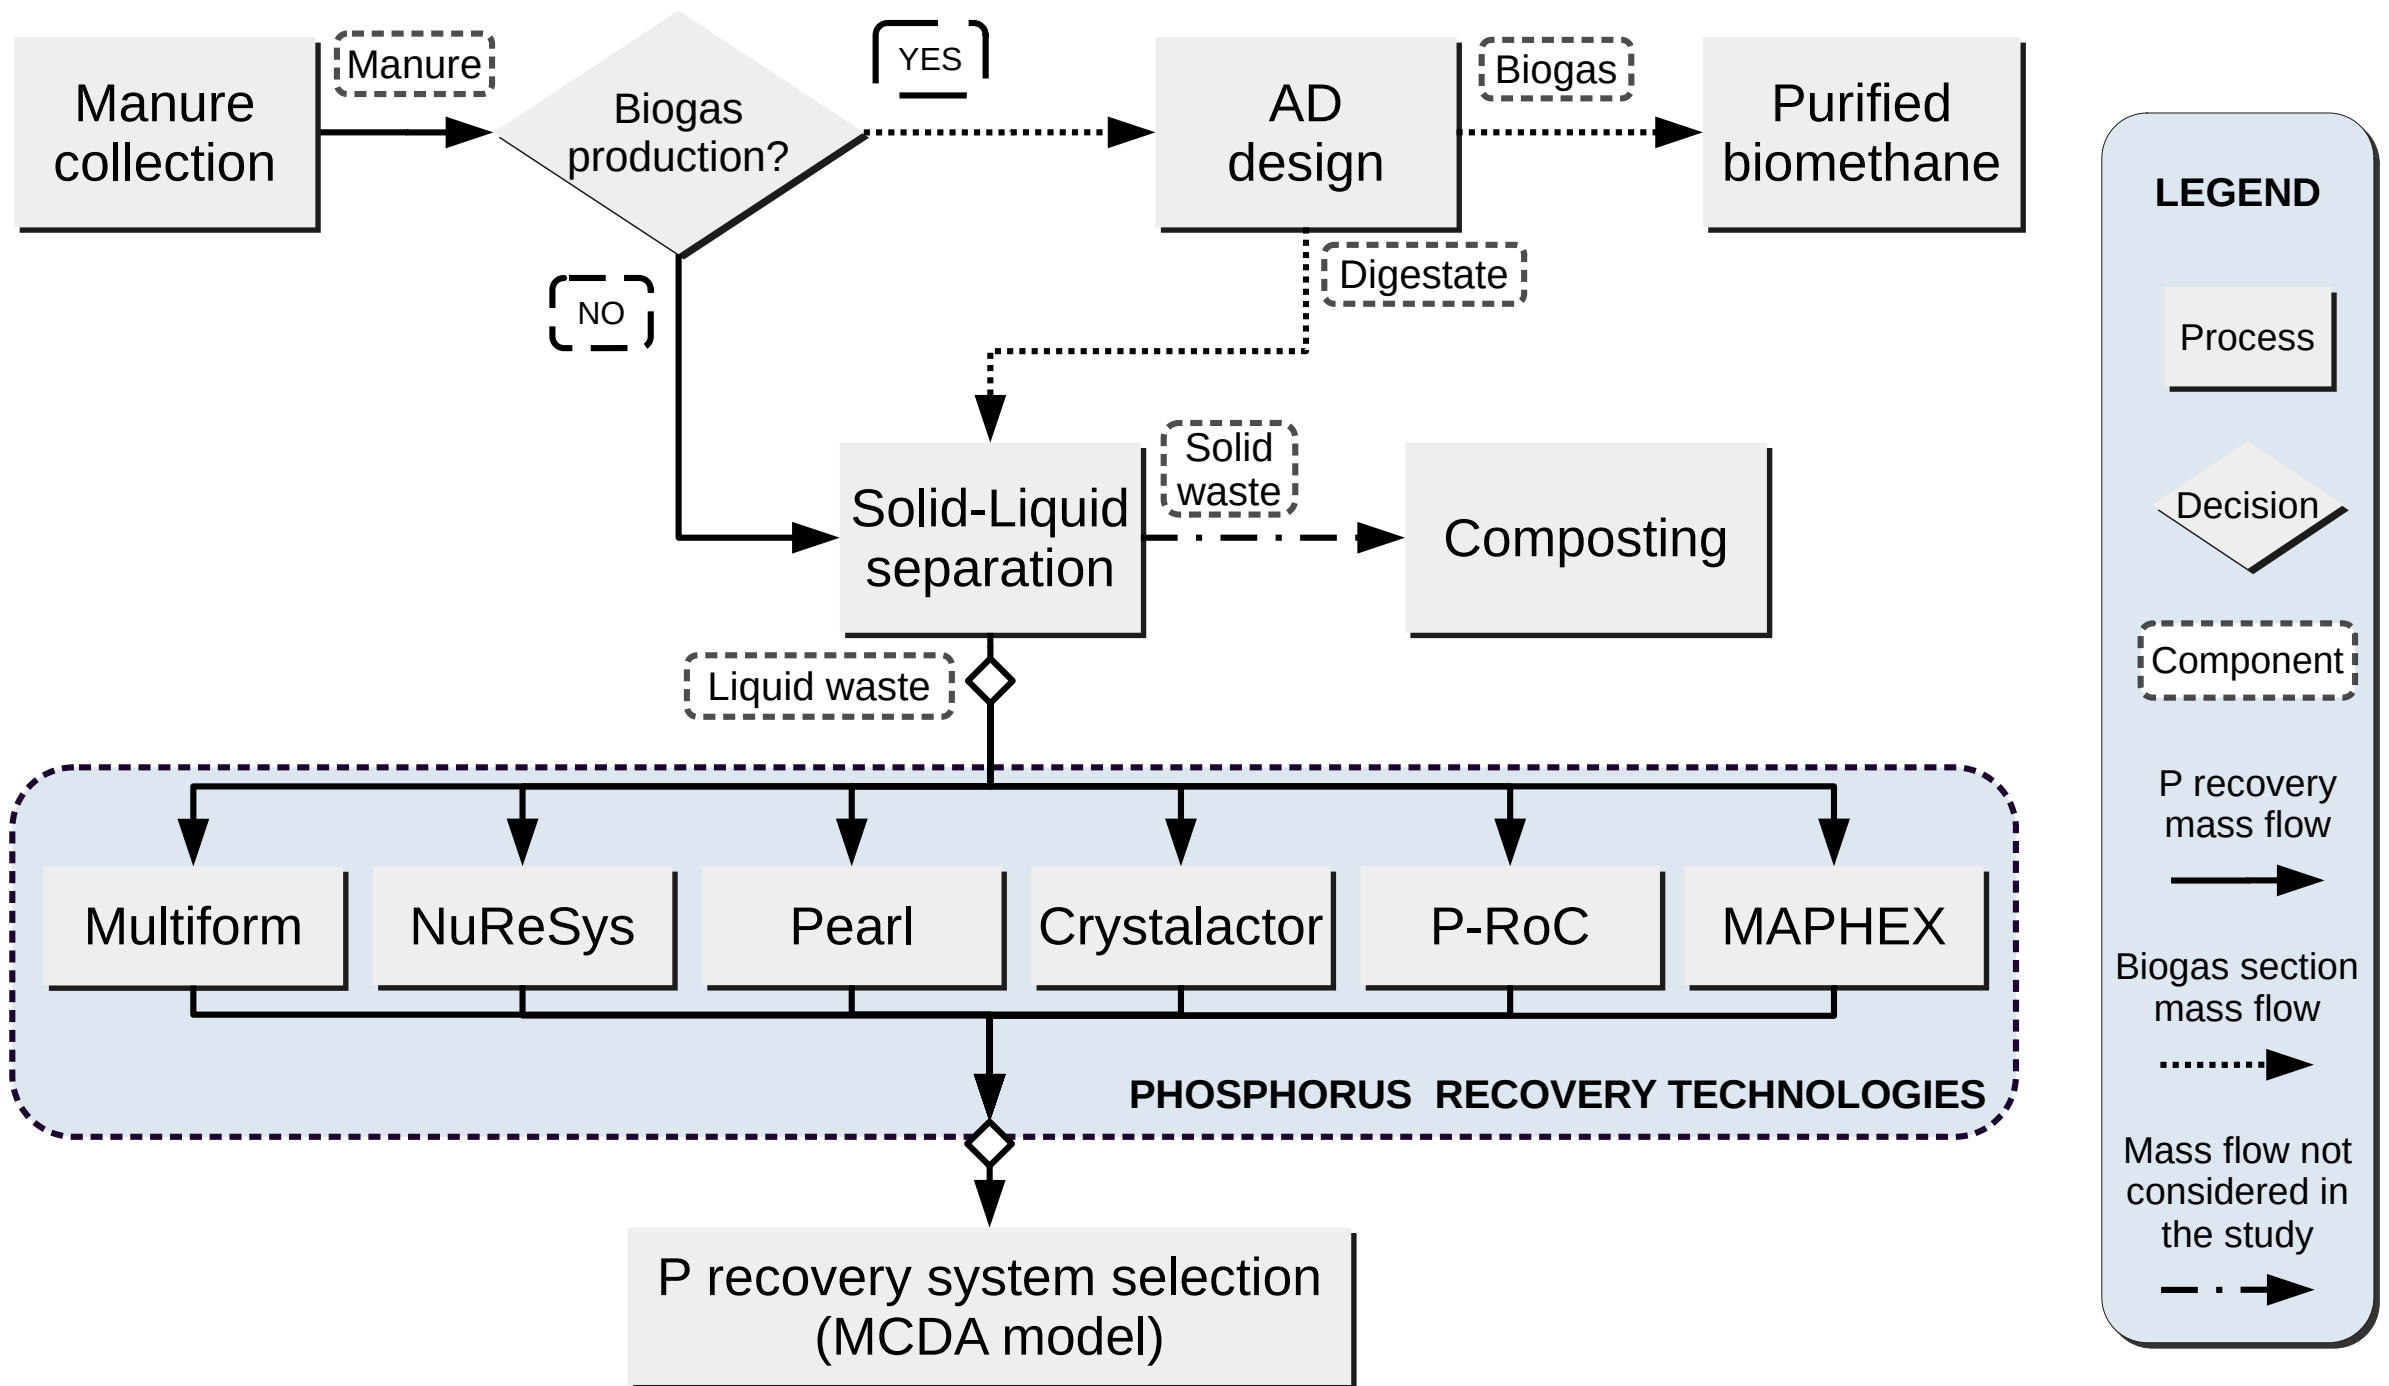 Manure
collection
Manure
Biogas
production?
YES
AD
design
Biogas
Purified
biomethane
NO
Digestate
Solid-Liquid
separation
Solid
waste
Composting
Liquid waste
Multiform
NuReSys
Pearl
Crystalactor
P-RoC
MAPHEX
PHOSPHORUS RECOVERY TECHNOLOGIES
P recovery system selection
(MCDA model)
LEGEND
Process
Decision
Component
P recovery
mass flow
Biogas section
mass flow
Mass flow not
considered in
the study